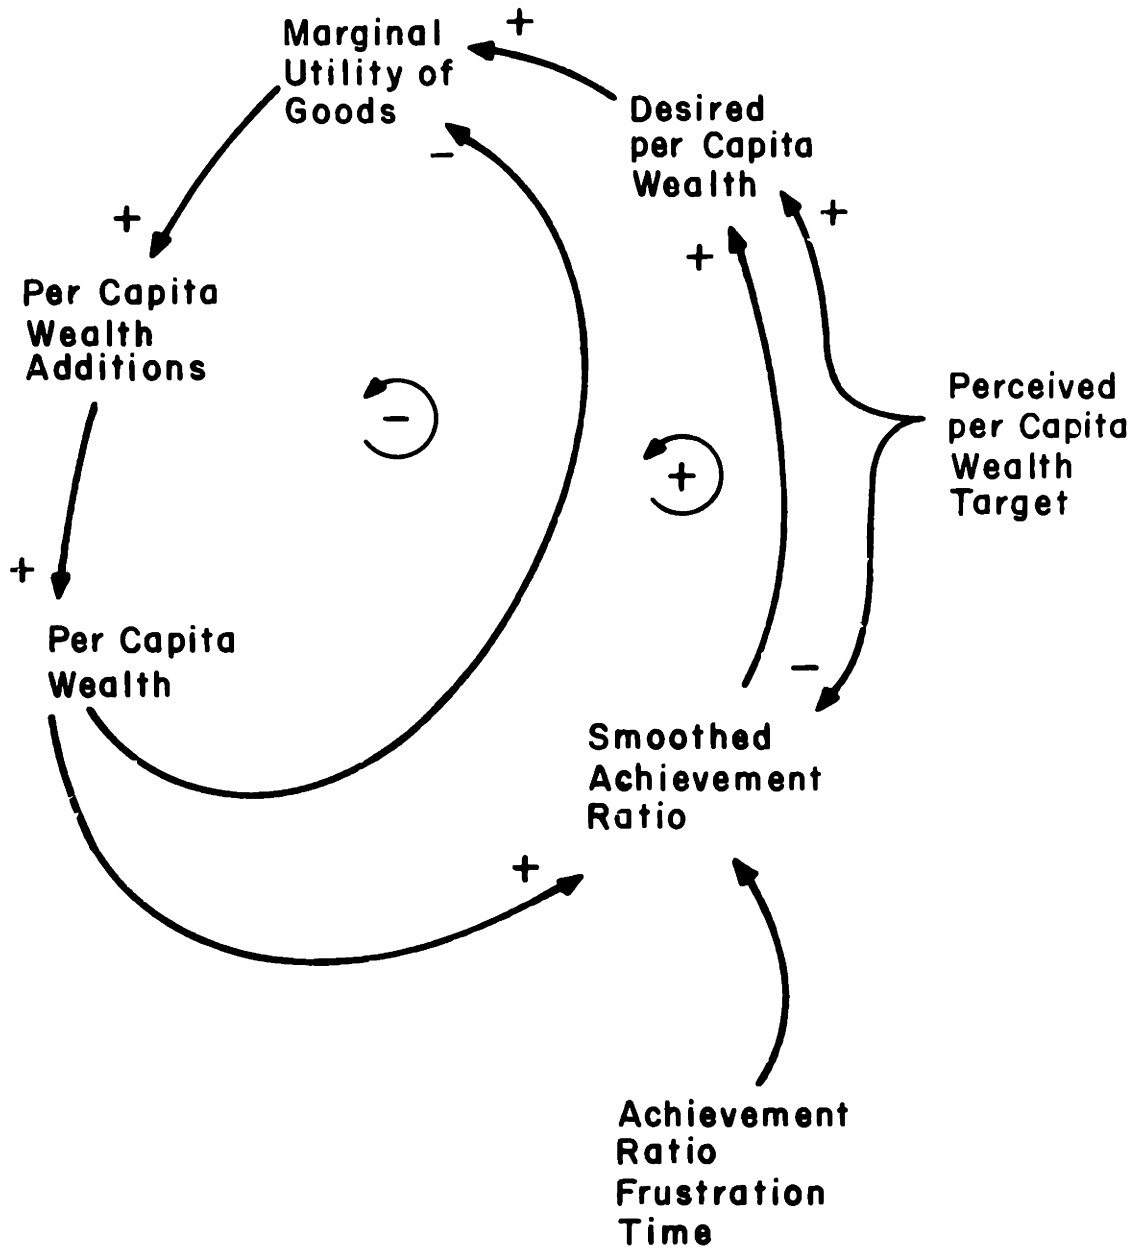 Marginal
Utility of
Goods
+
-
Desired
per Capita
Wealth
+
+
+
Per Capita
Wealth
Additions
-
+
Perceived
per Capita
Wealth
Target
+
Per Capita
Wealth
-
Smoothed
Achievement
Ratio
+
Achievement
Ratio
Frustration
Time